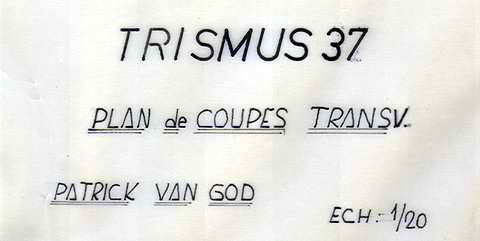 TRISMUS 37
PLAN de COUPES TRANSV.
PATRICK VAN GOD
ECH:-1/20